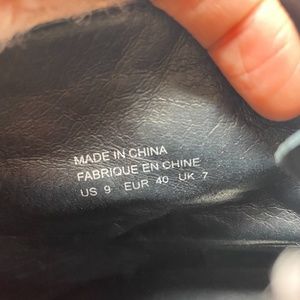 MADE IN CHINA
FABRIQUE EN CHINE
US 9 EUR 40 UK 7